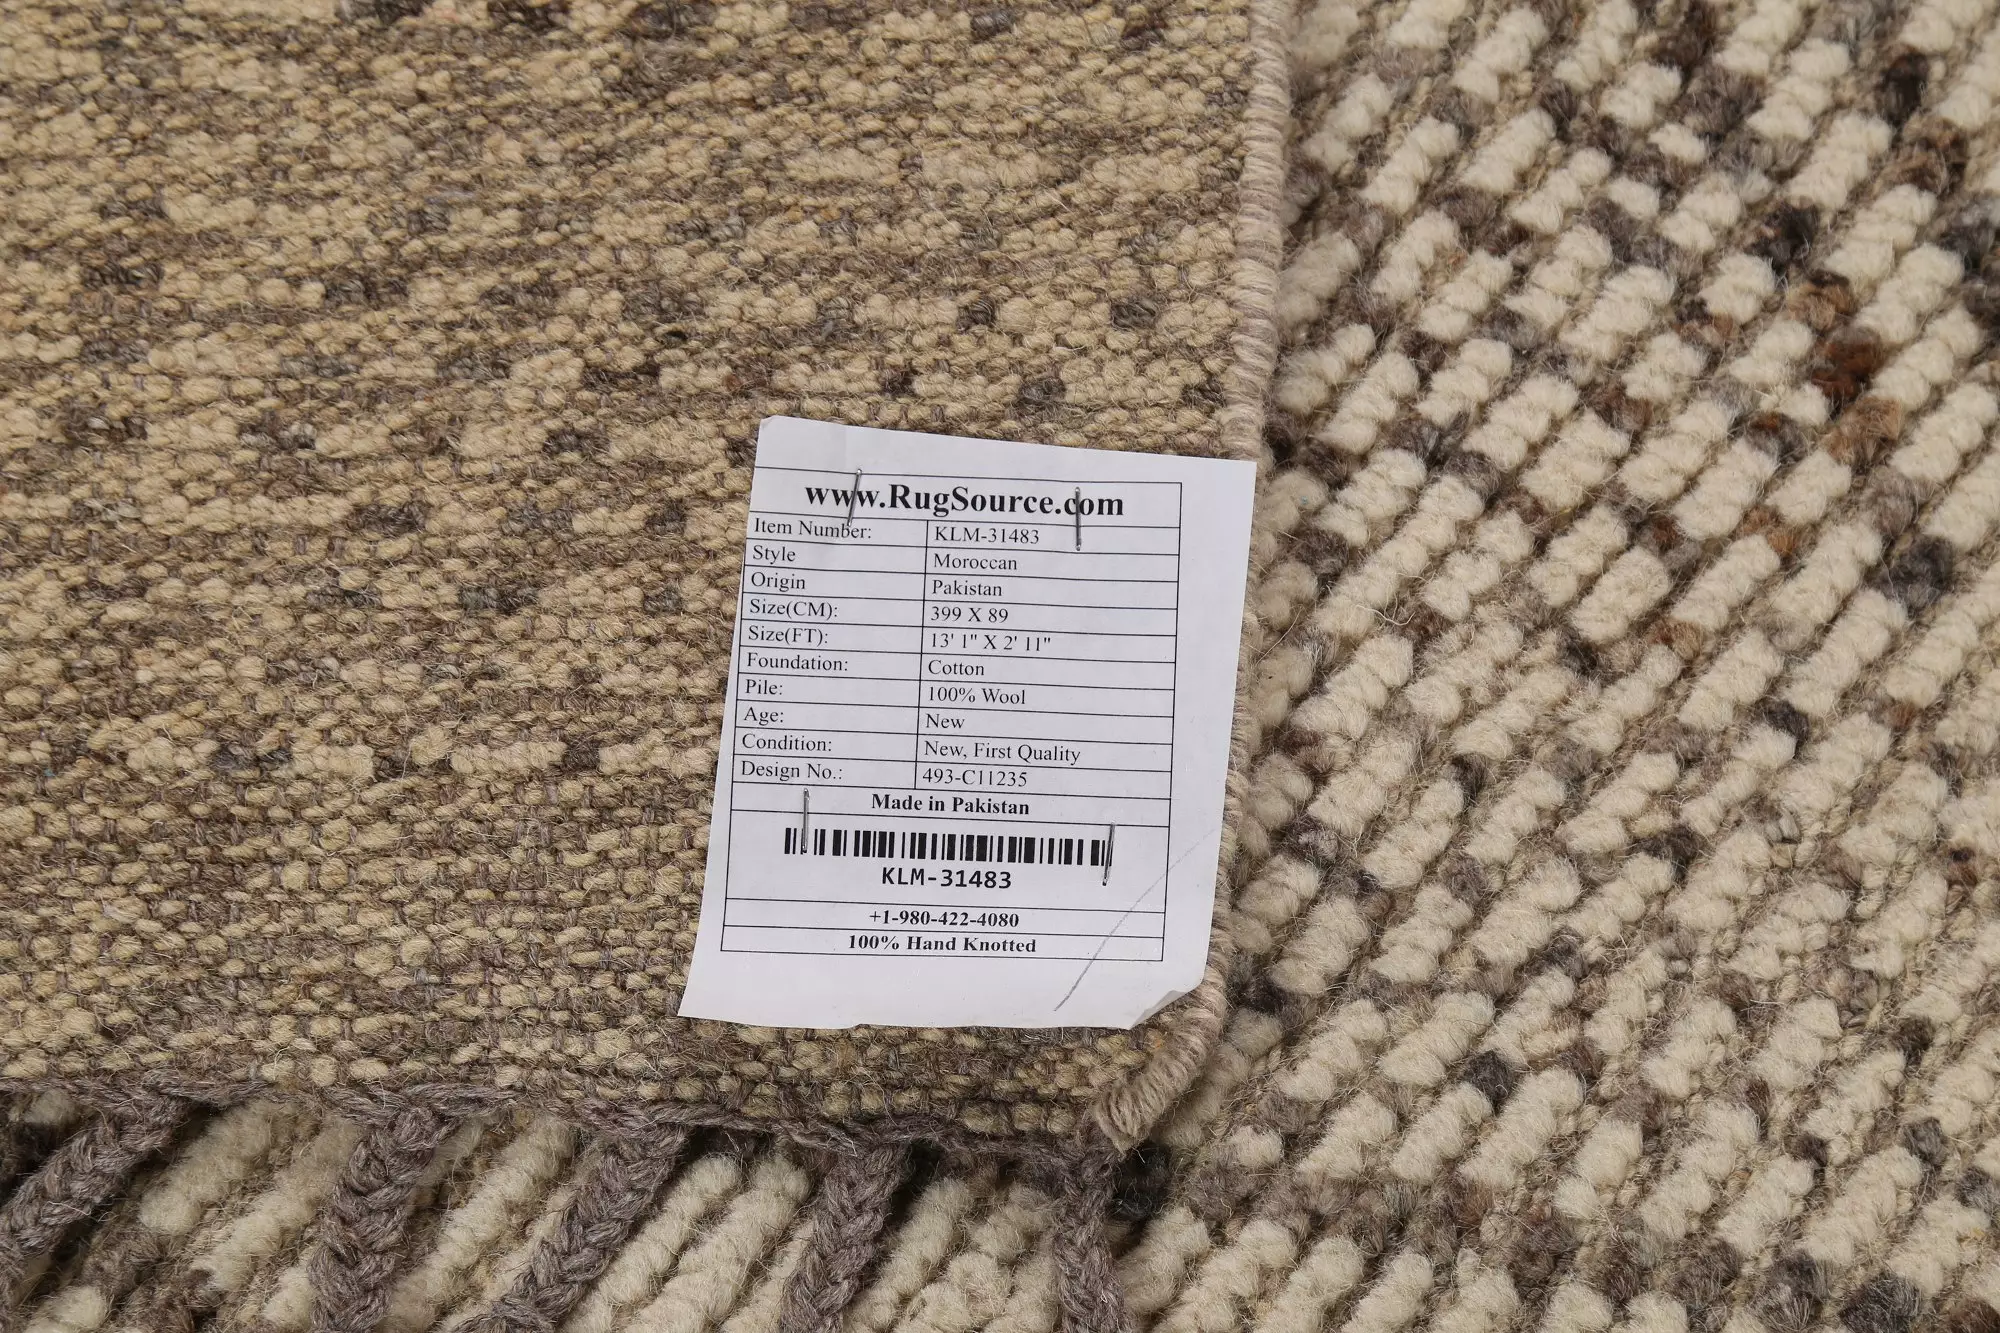 www.RugSource.com
Item Number: KLM-31483
Style Moroccan
Origin Pakistan
Size(CM): 399 X 89
Size(FT): 13' 1" X 2' 11"
Foundation: Cotton
Pile: 100% Wool
Age: New
Condition: New, First Quality
Design No.: 493-C11235
Made in Pakistan
KLM-31483
+1-980-422-4080
100% Hand Knotted